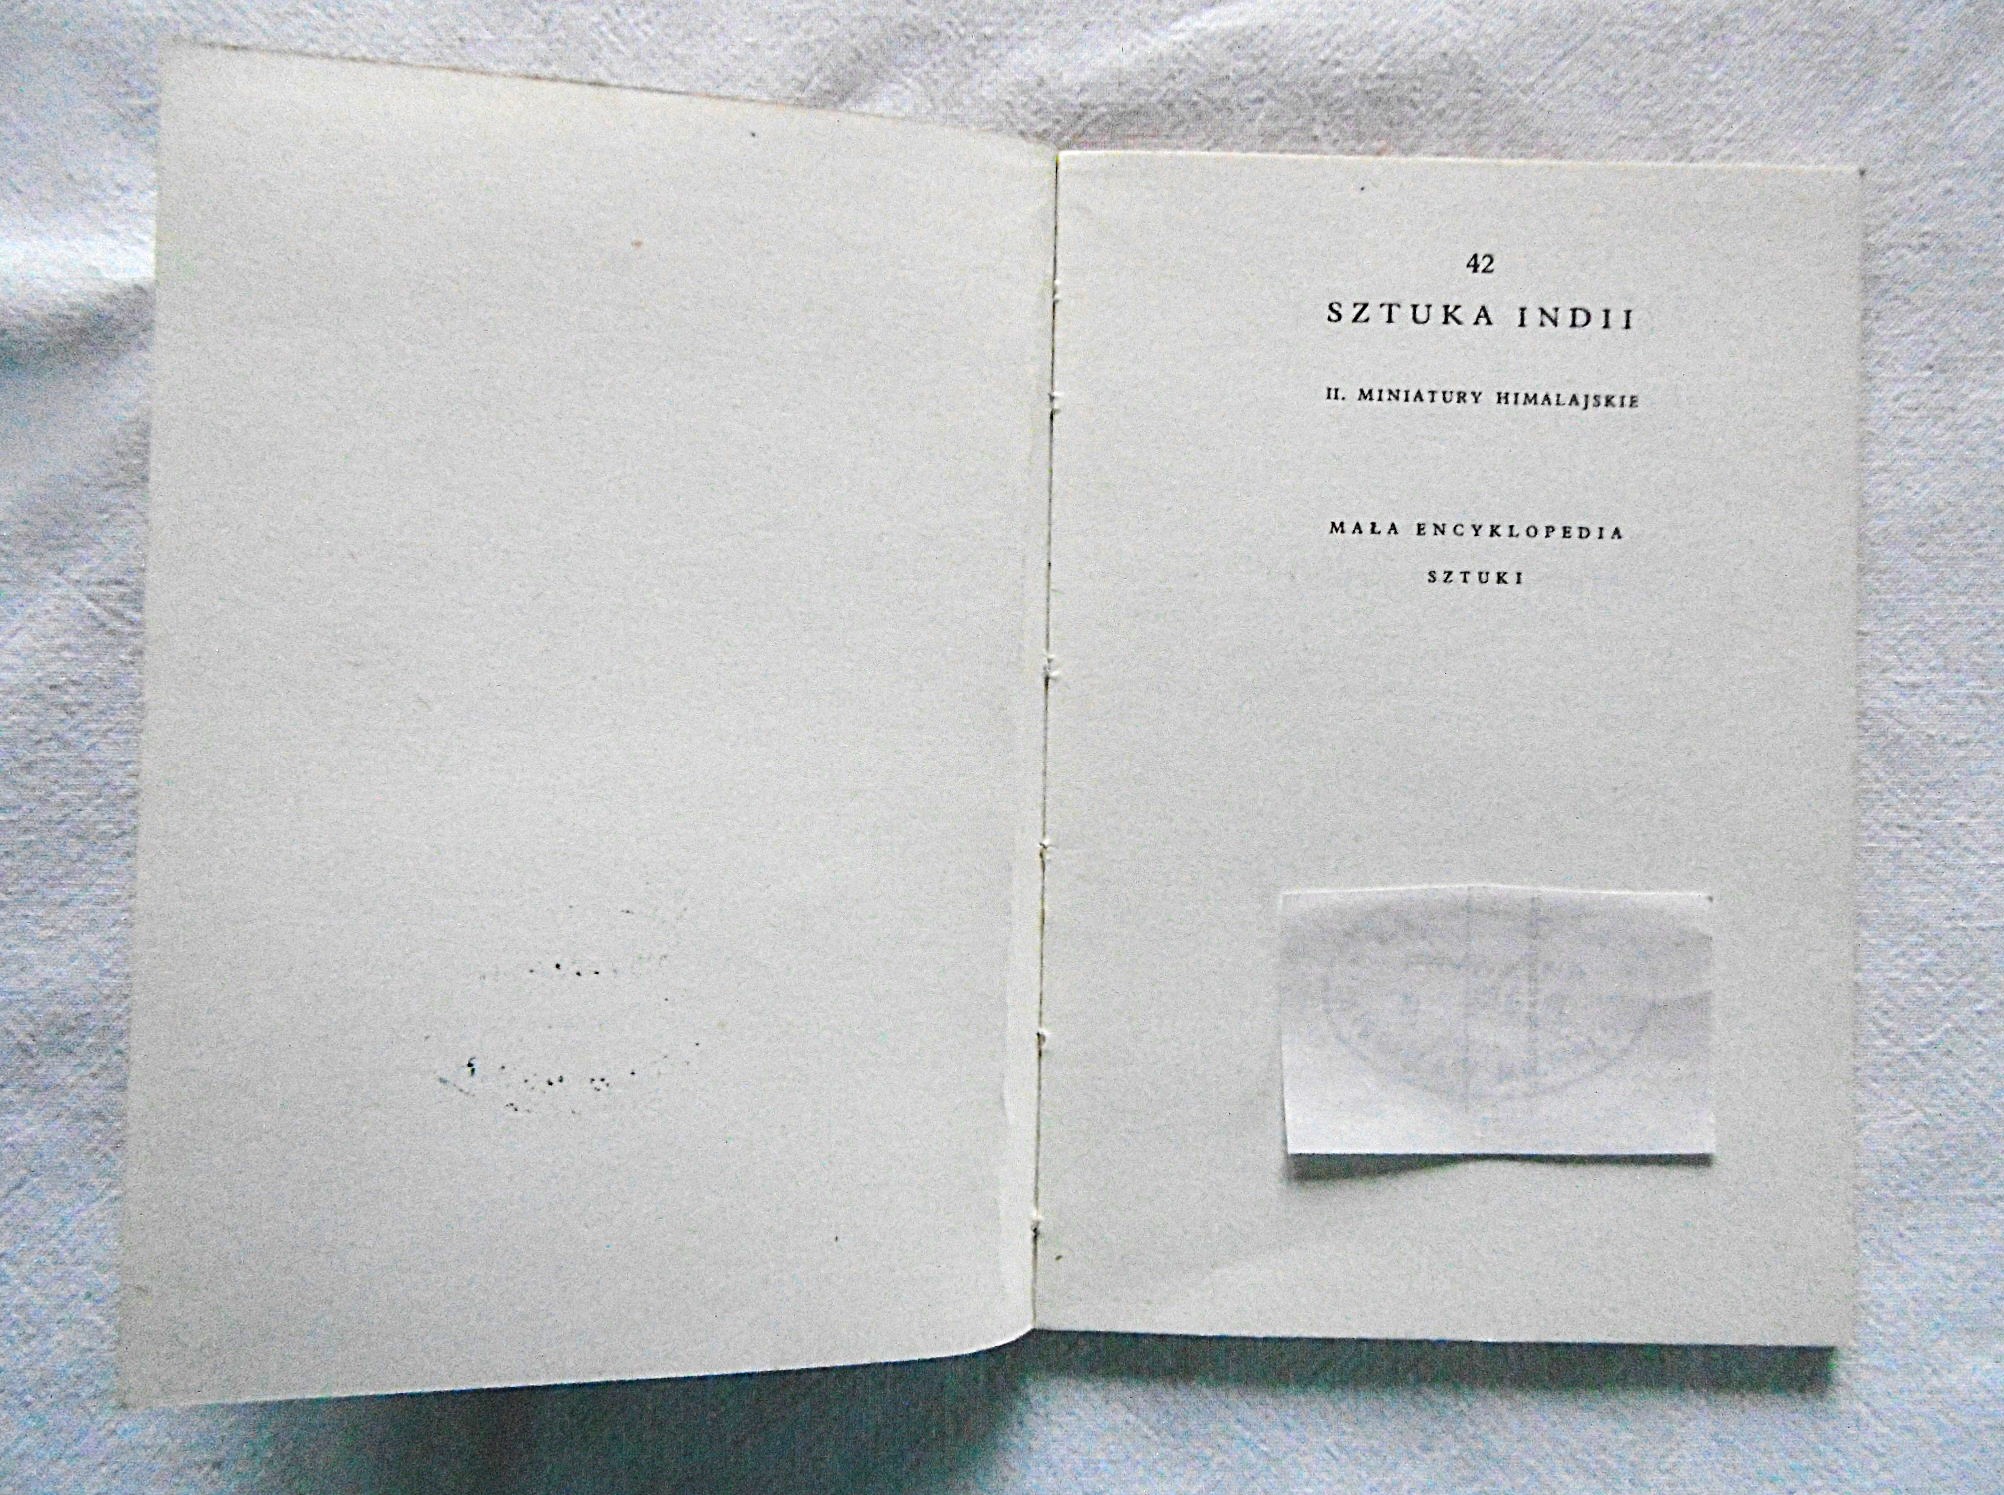 42
SZTUKA INDII
II. MINIATURY HIMALAJSKIE
MAŁA ENCYKLOPEDIA
SZTUKI